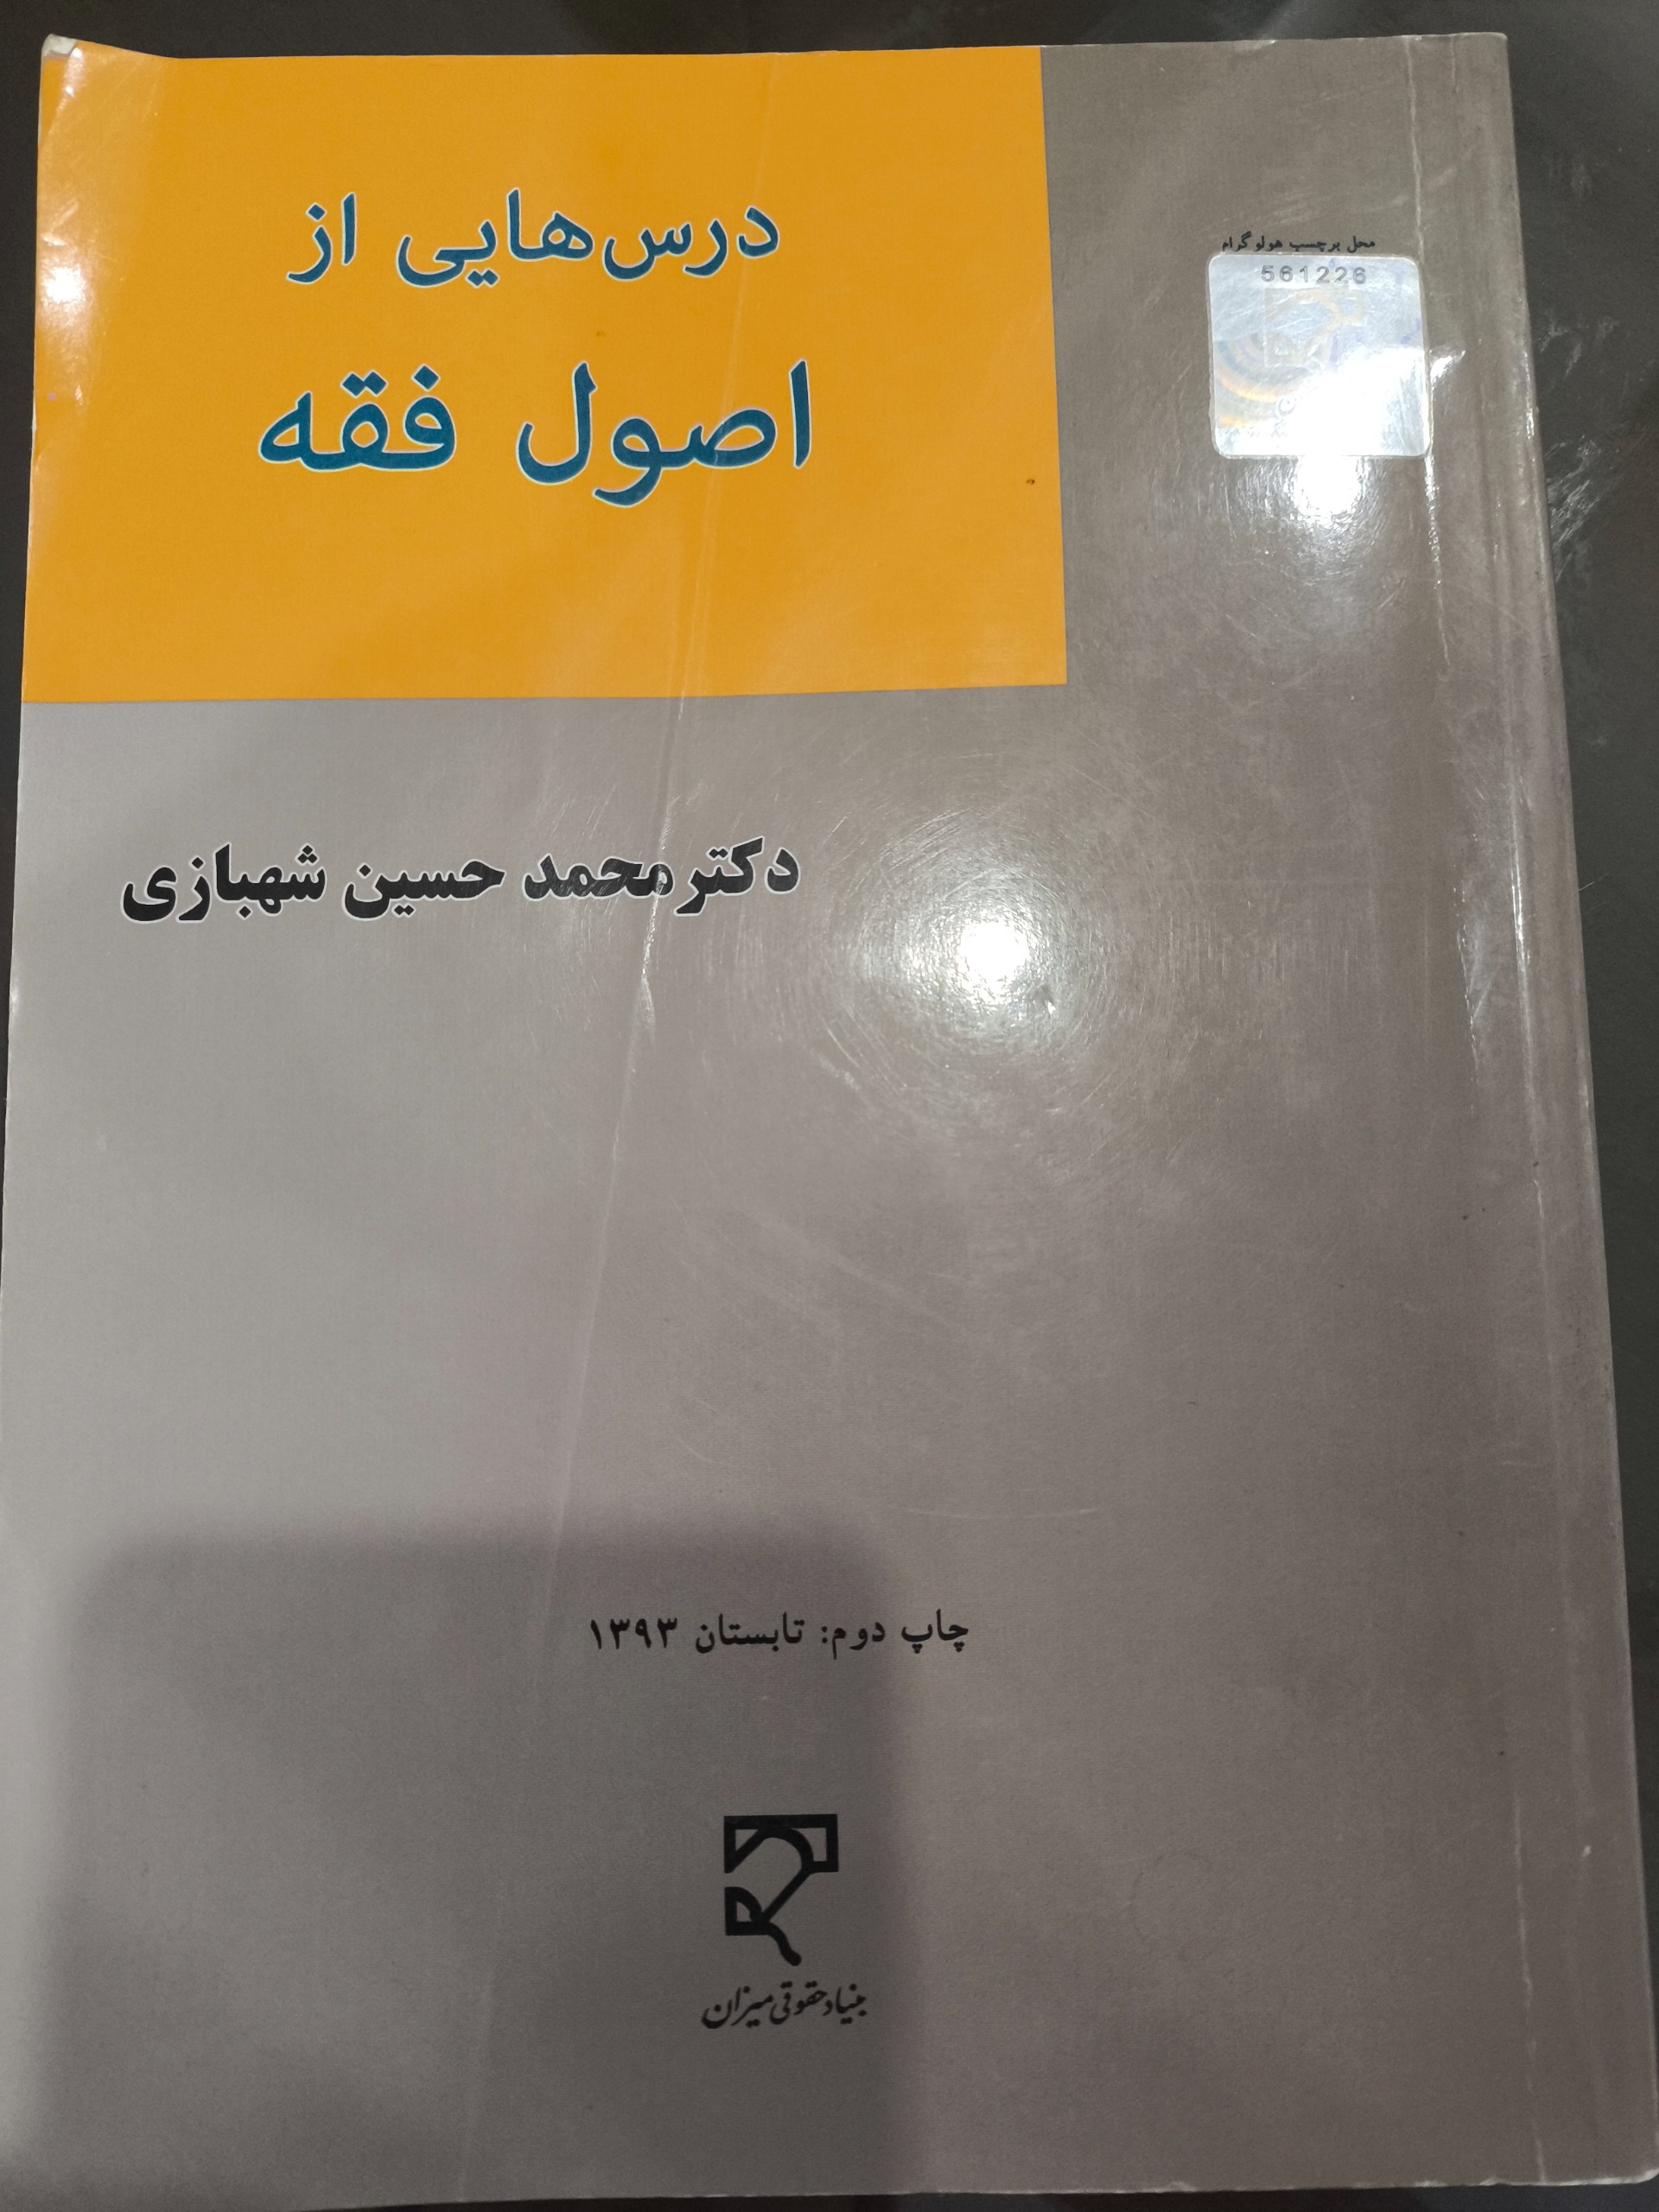 درس‌هایی از
اصول فقه
محل برچسب هولوگرام
561226
دکتر محمد حسین شهبازی
چاپ دوم: تابستان ۱۳۹۳
بنیاد حقوقی میزان